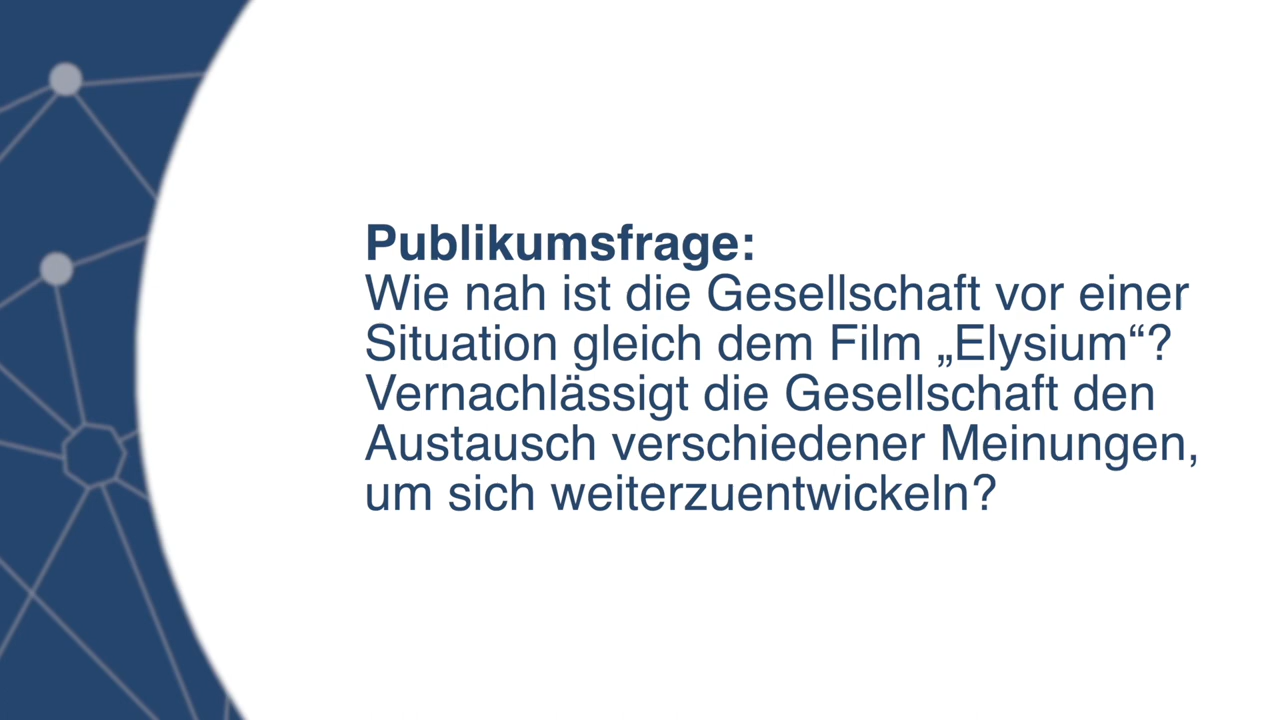 Publikumsfrage:
Wie nah ist die Gesellschaft vor einer
Situation gleich dem Film „Elysium“?
Vernachlässigt die Gesellschaft den
Austausch verschiedener Meinungen,
um sich weiterzuentwickeln?